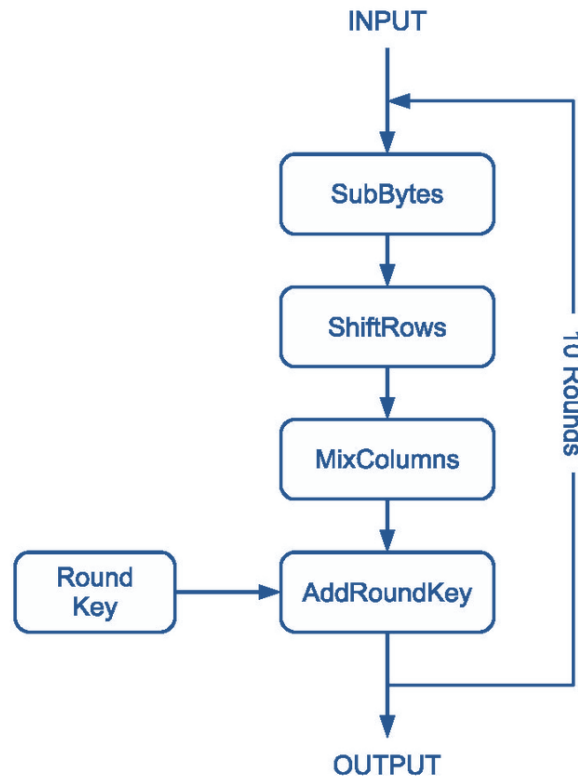 INPUT
SubBytes
ShiftRows
10 Rounds
MixColumns
Round
Key
AddRoundKey
OUTPUT